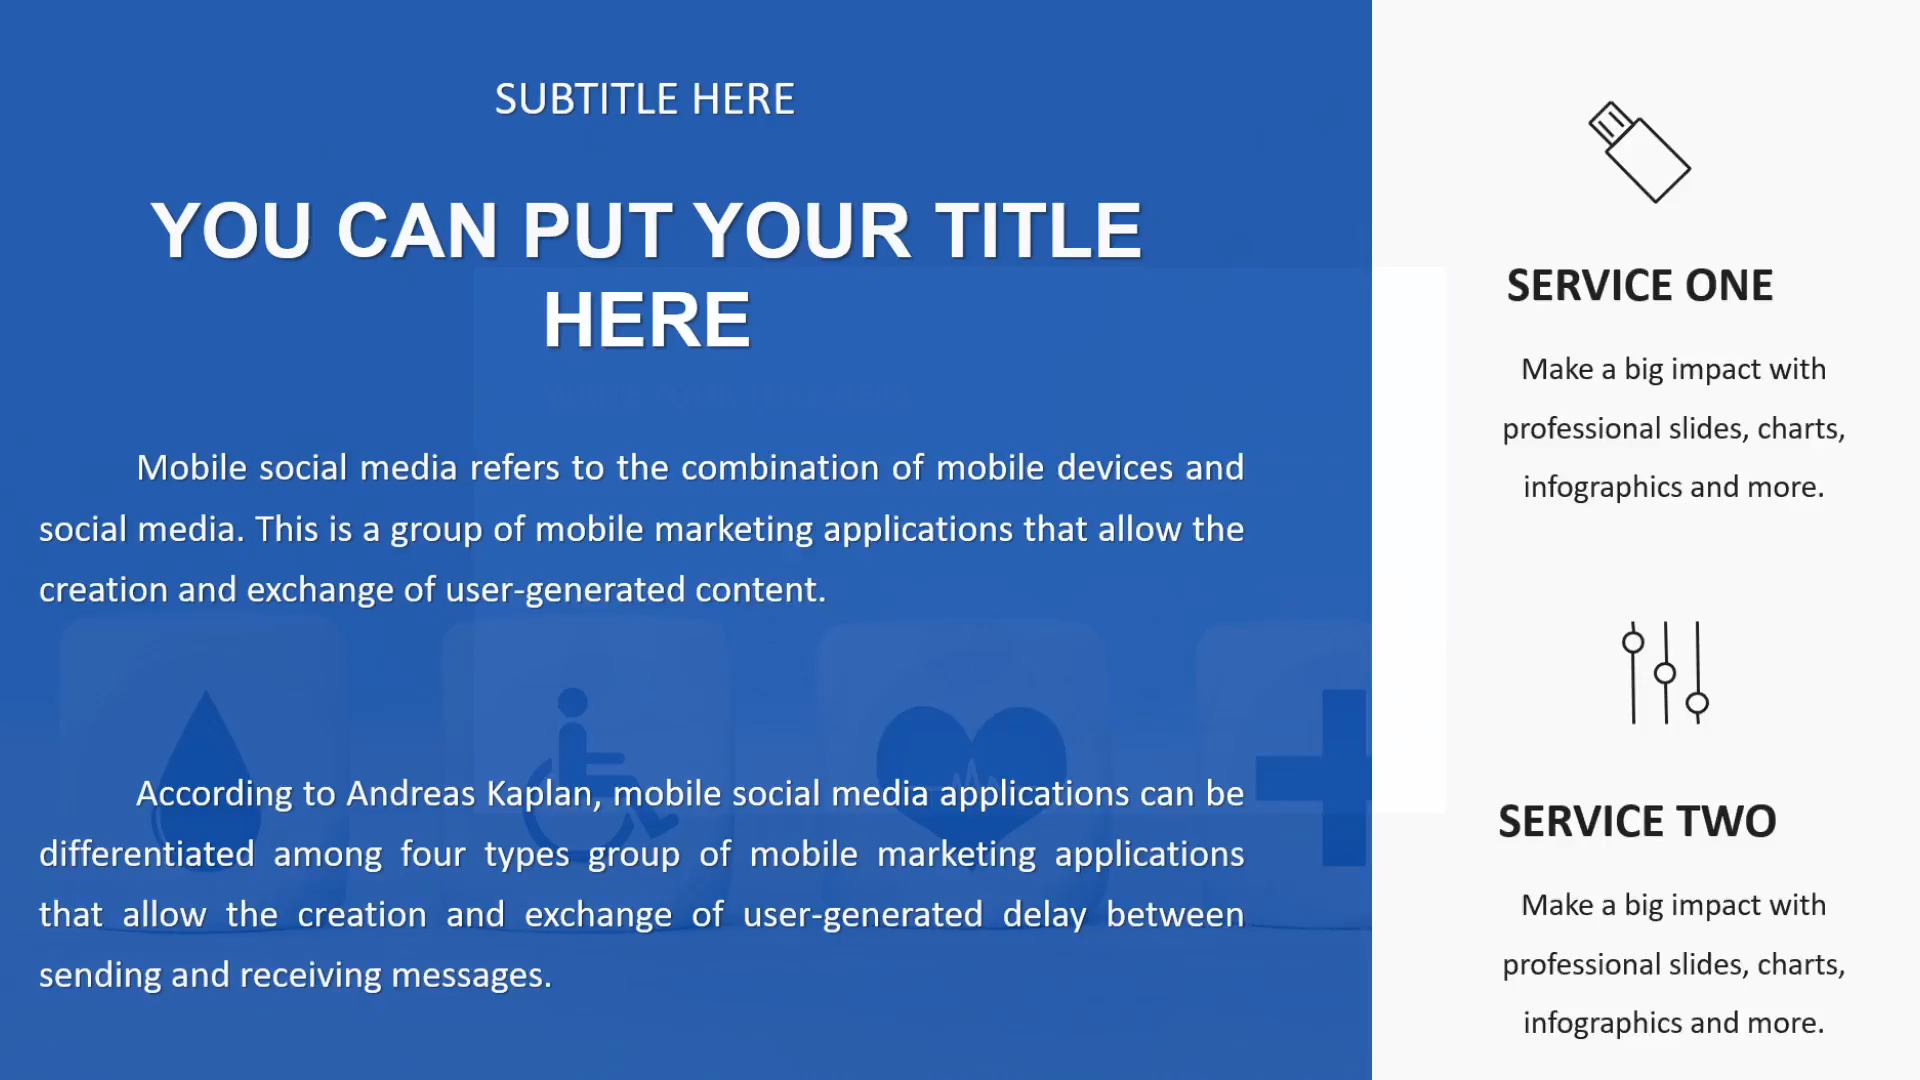 SUBTITLE HERE
YOU CAN PUT YOUR TITLE
HERE
Mobile social media refers to the combination of mobile devices and
social media. This is a group of mobile marketing applications that allow the
creation and exchange of user-generated content.
According to Andreas Kaplan, mobile social media applications can be
differentiated among four types group of mobile marketing applications
that allow the creation and exchange of user-generated delay between
sending and receiving messages.
SERVICE ONE
Make a big impact with
professional slides, charts,
infographics and more.
SERVICE TWO
Make a big impact with
professional slides, charts,
infographics and more.